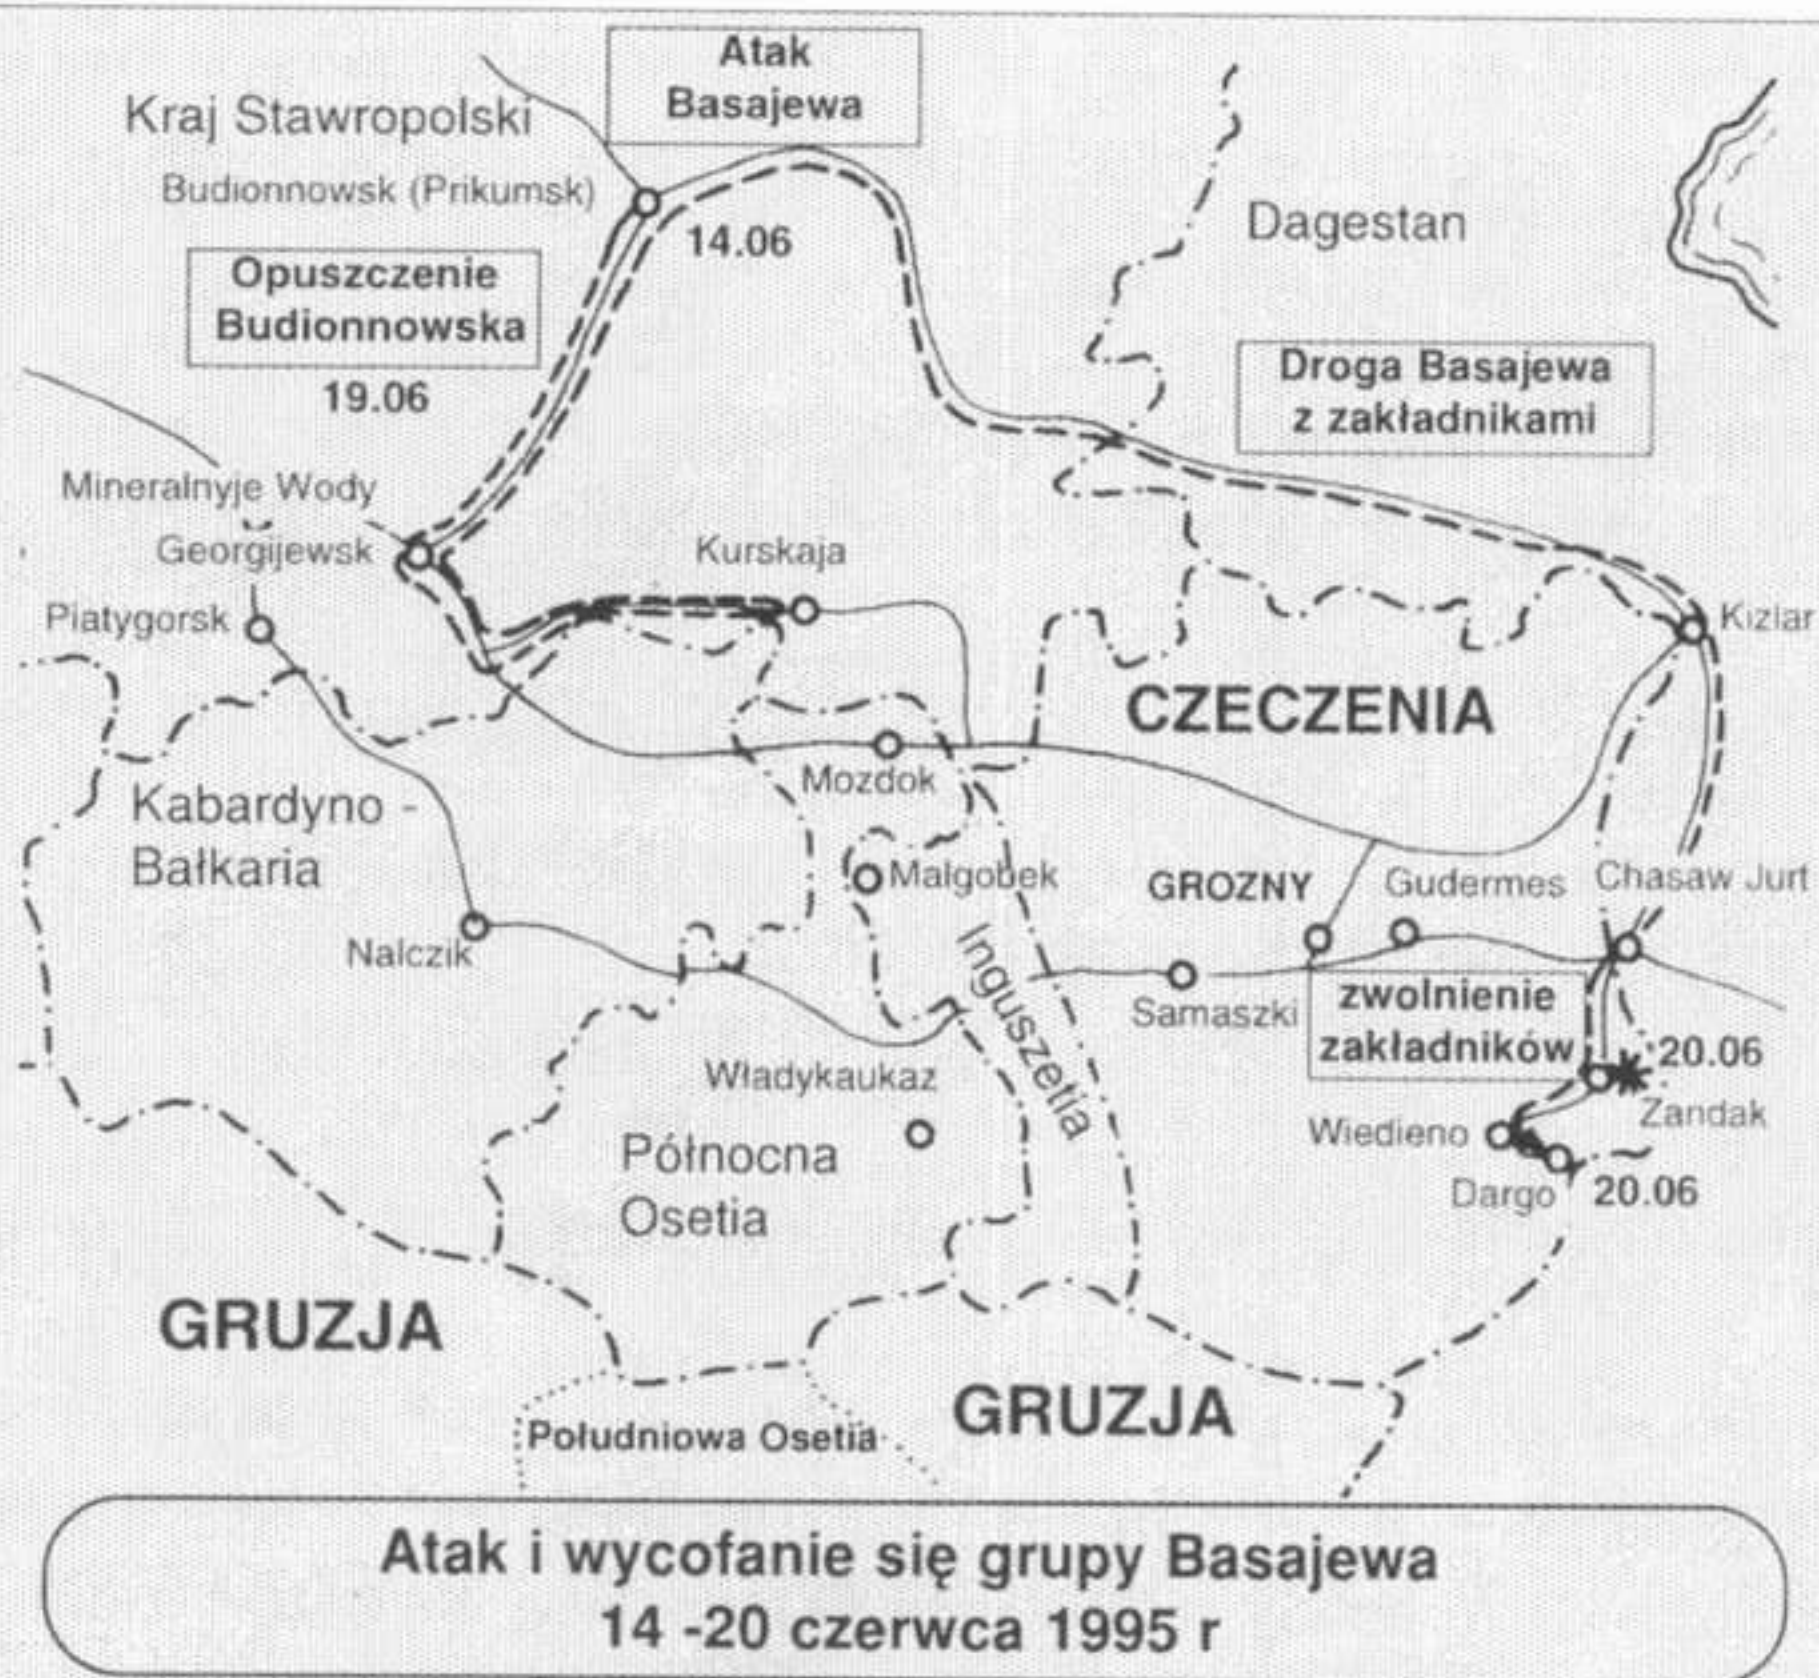 Atak
Basajewa
Kraj Stawropolski
Budionnowsk (Prikumsk)
14.06
Dagestan
Opuszczenie
Budionnowska
19.06
Droga Basajewa
z zakładnikami
Mineralnyje Wody
Georgijewsk
Kurskaja
Piatygorsk
Kizlar
CZECZENIA
Mozdok
Kabardyno -
Bałkaria
Małgobek
GROZNY
Gudermes
Chasaw Jurt
Nalczik
Inguszetia
Samaszki
zwolnienie
zakładników
20.06
Władykaukaz
Zandak
Wiedieno
Północna
Osetia
Dargo
20.06
GRUZJA
GRUZJA
Południowa Osetia
Atak i wycofanie się grupy Basajewa
14 -20 czerwca 1995 r